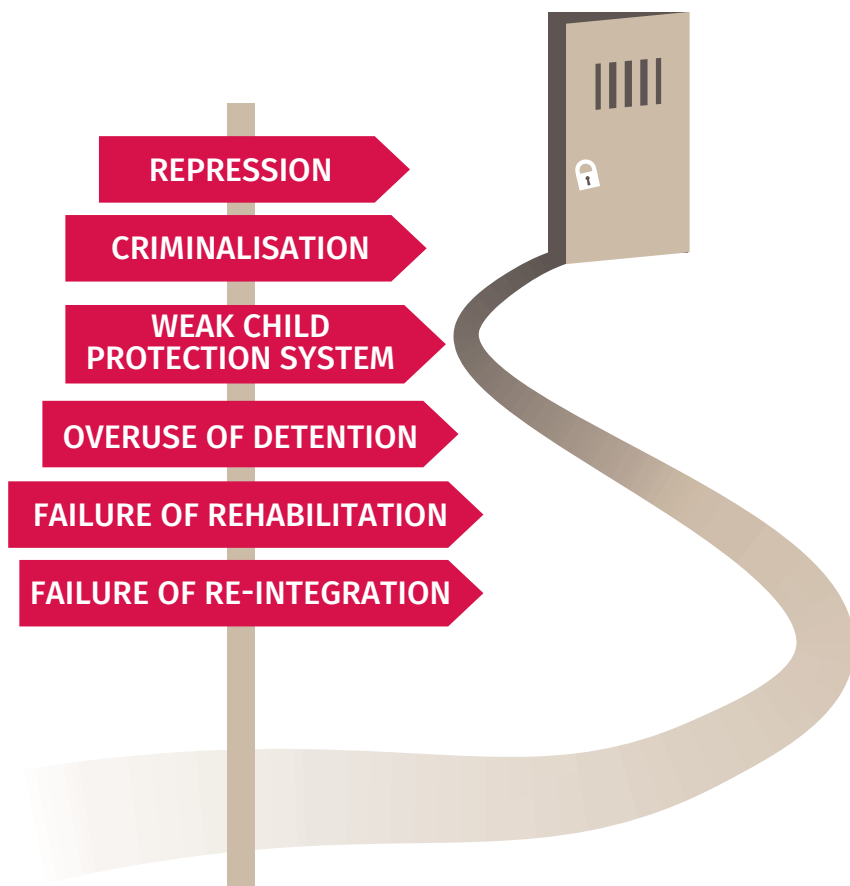 REPRESSION
CRIMINALISATION
WEAK CHILD
PROTECTION SYSTEM
OVERUSE OF DETENTION
FAILURE OF REHABILITATION
FAILURE OF RE-INTEGRATION